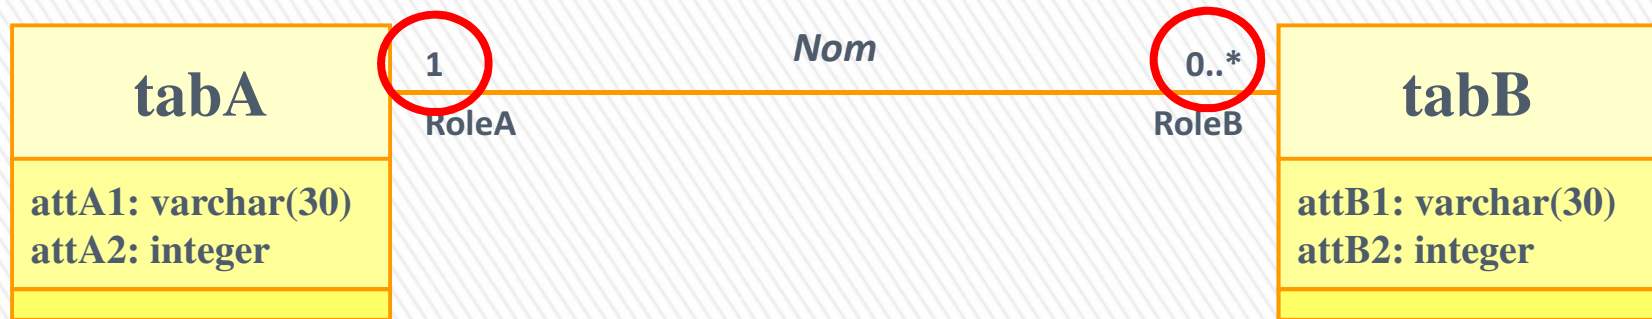 tabA
attA1: varchar(30)
attA2: integer
1
RoleA
Nom
0..*
RoleB
tabB
attB1: varchar(30)
attB2: integer